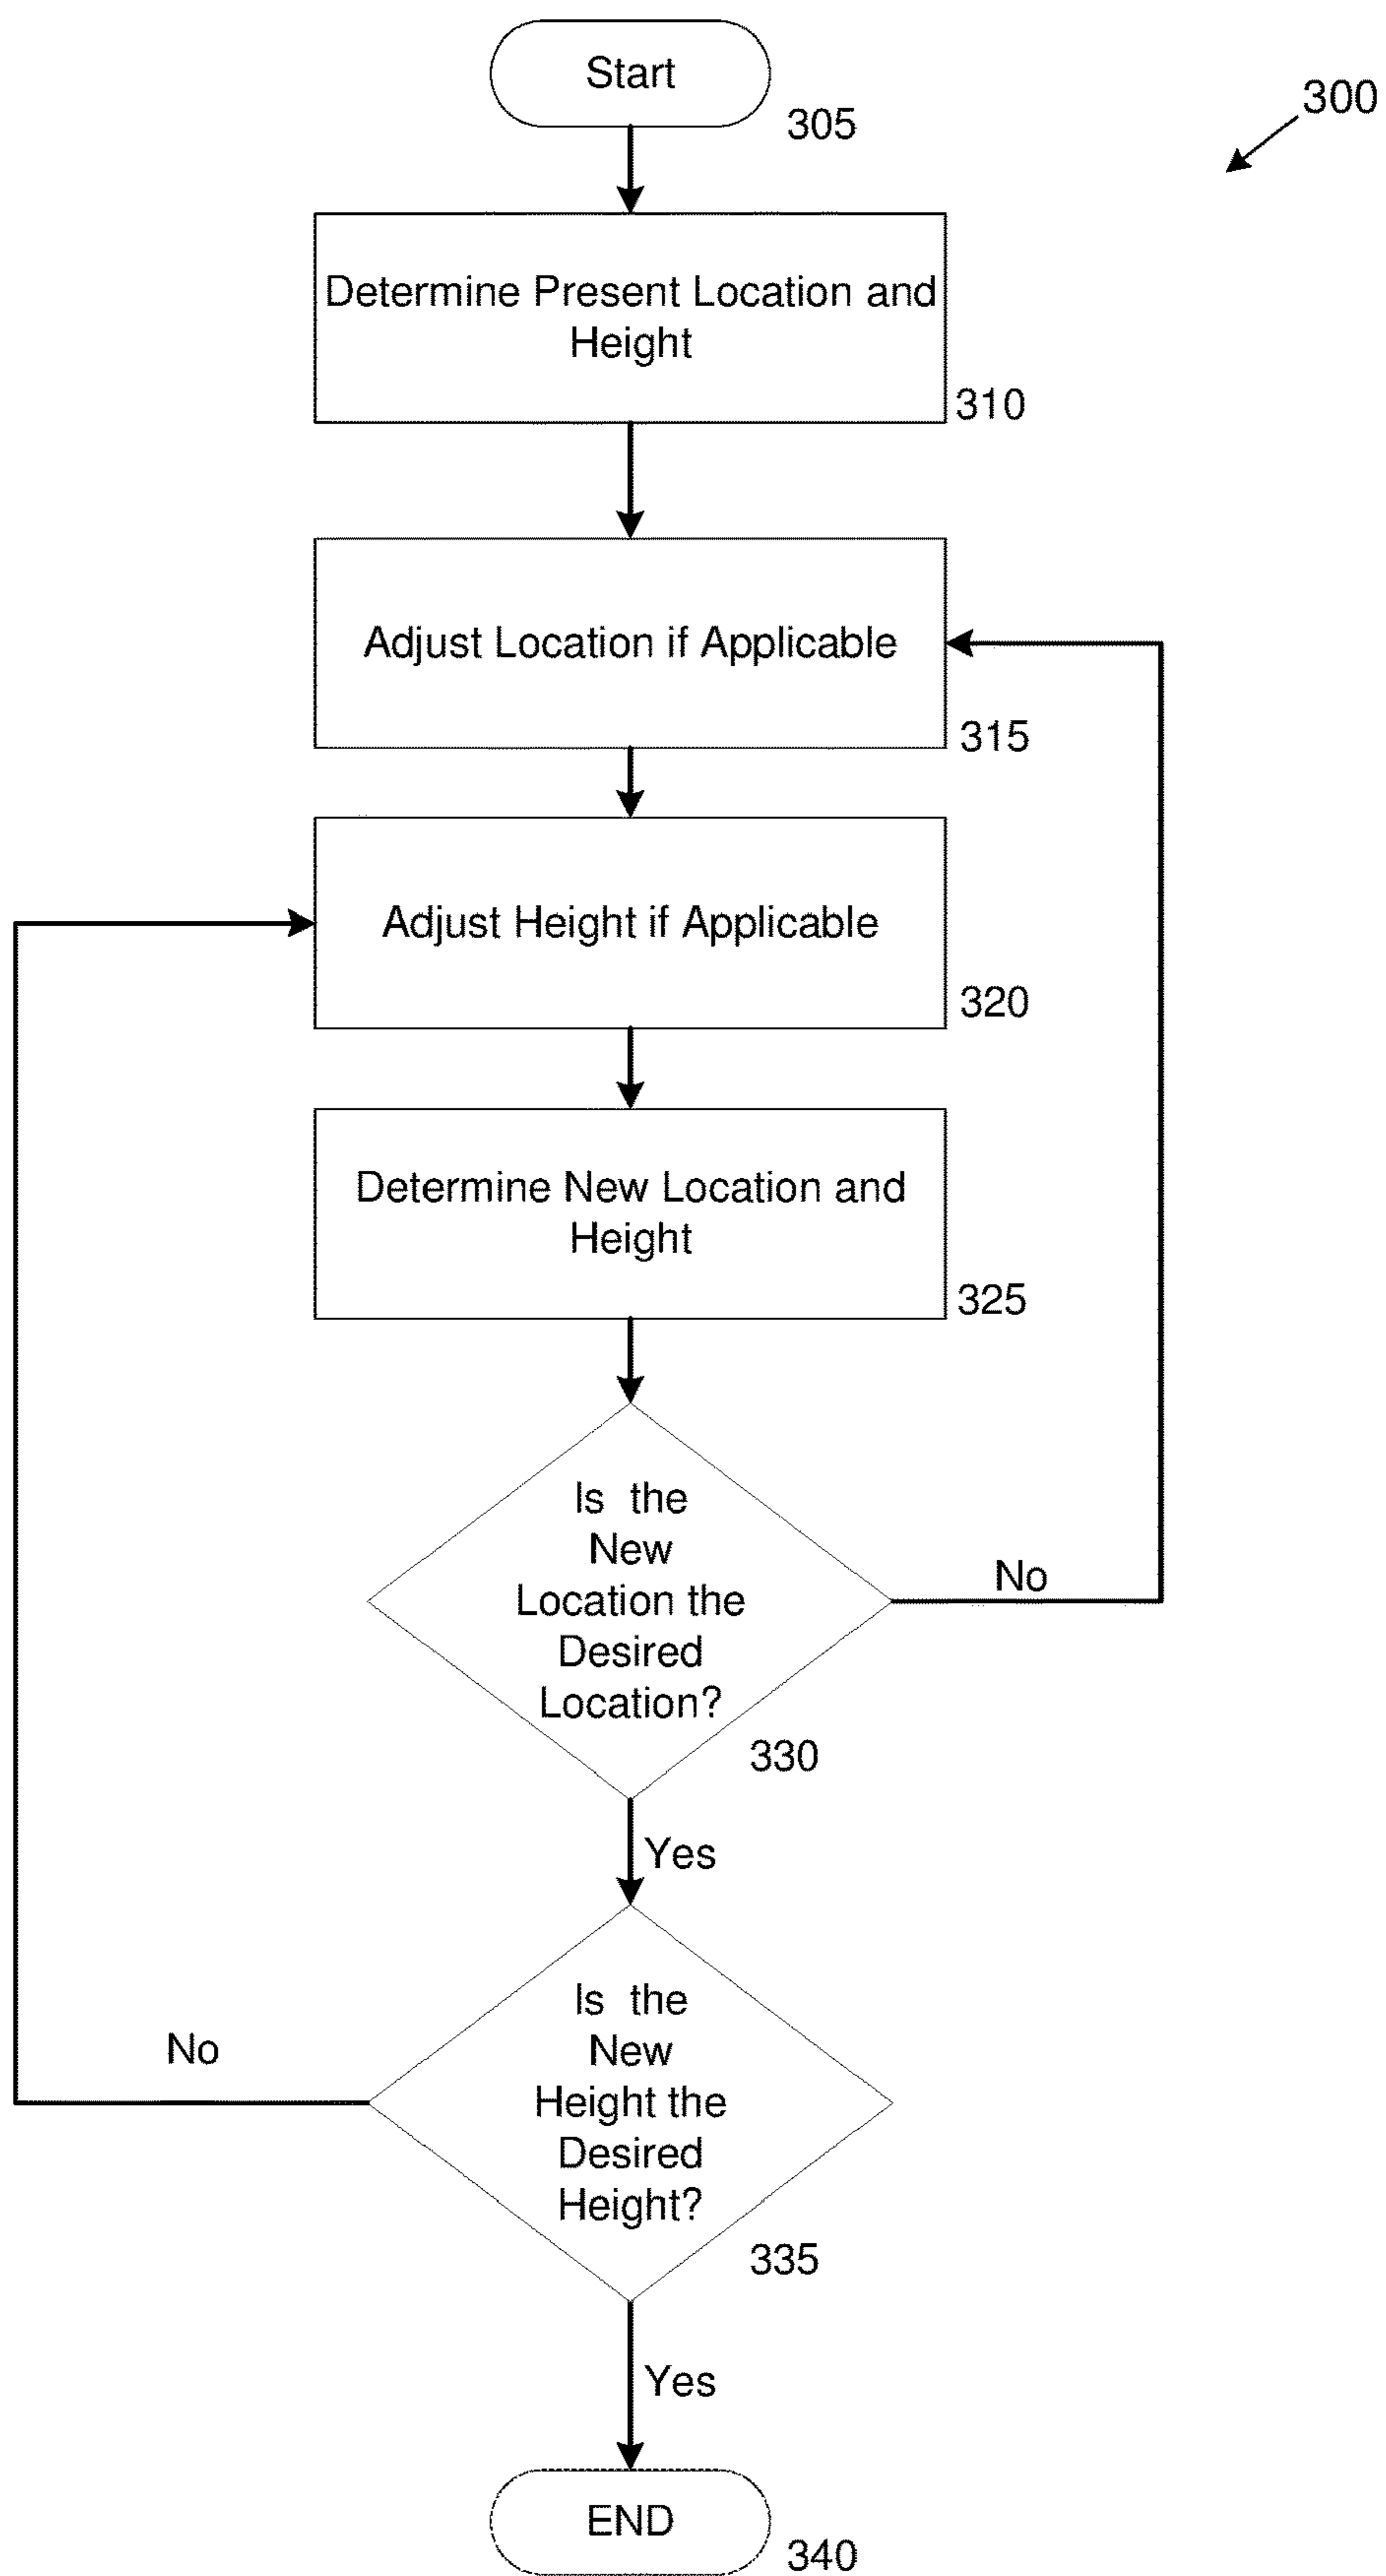 Start
305
300
Determine Present Location and
Height
310
Adjust Location if Applicable
315
Adjust Height if Applicable
320
Determine New Location and
Height
325
Is the
New
Location the
Desired
Location?
No
330
Yes
Is the
New
Height the
Desired
Height?
No
335
Yes
END
340